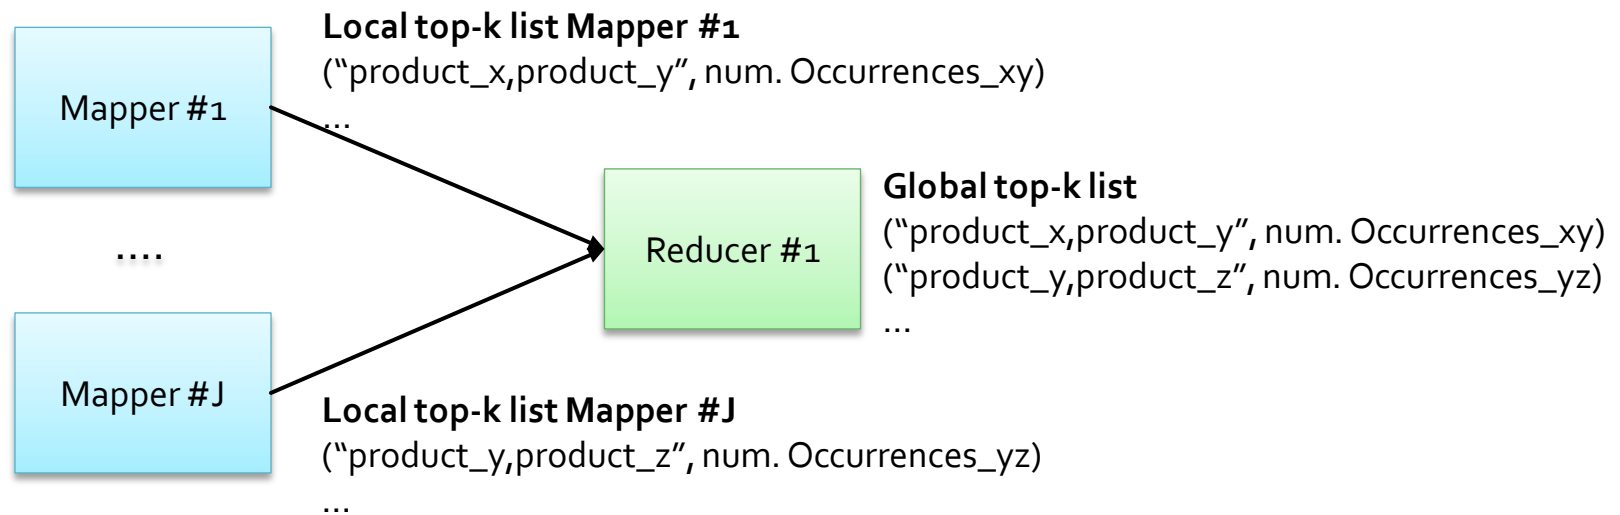 Local top-k list Mapper #1
("product_x,product_y", num. Occurrences_xy)
...
Mapper #1
Global top-k list
("product_x,product_y", num. Occurrences_xy)
("product_y,product_z", num. Occurrences_yz)
...
Reducer #1
....
Mapper #J
Local top-k list Mapper #J
("product_y,product_z", num. Occurrences_yz)
...